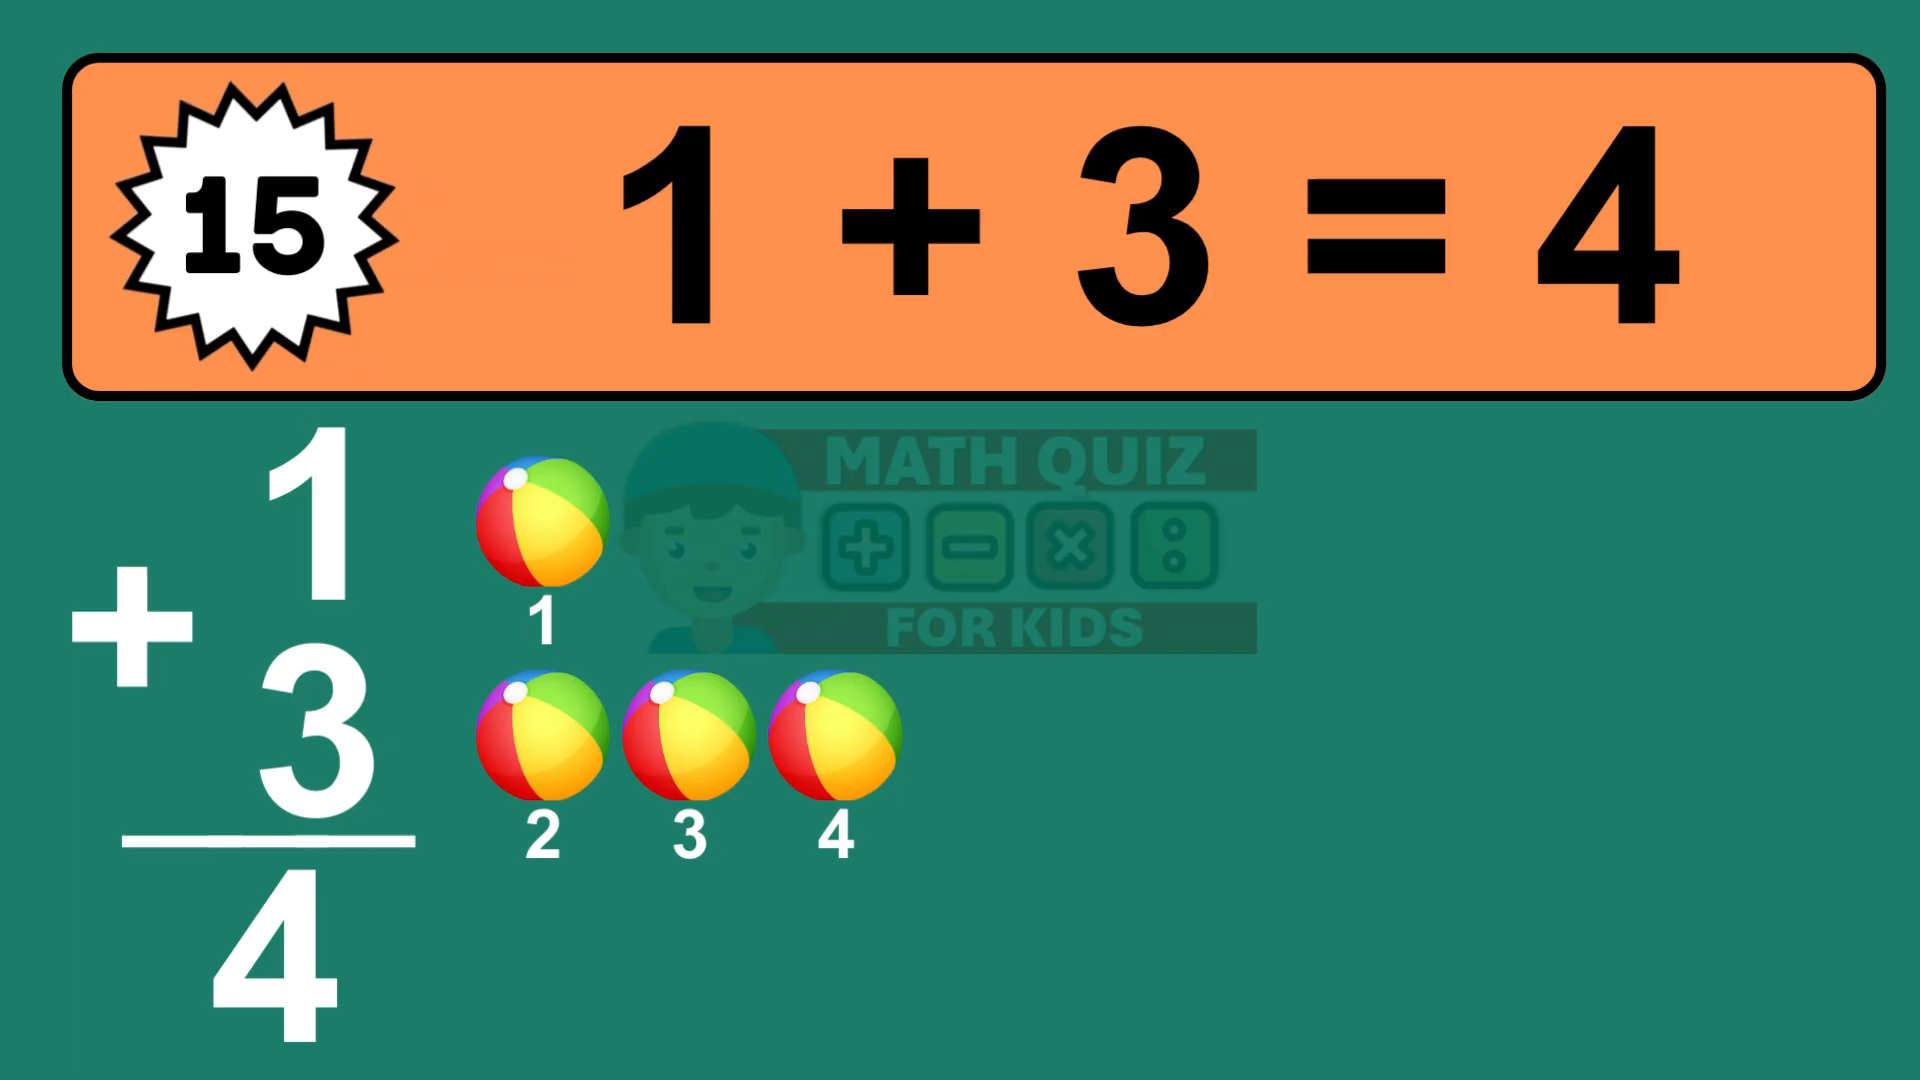 15
1 + 3 = 4
1
+
3
4
1
2 3 4
MATH QUIZ
+ − × :
FOR KIDS